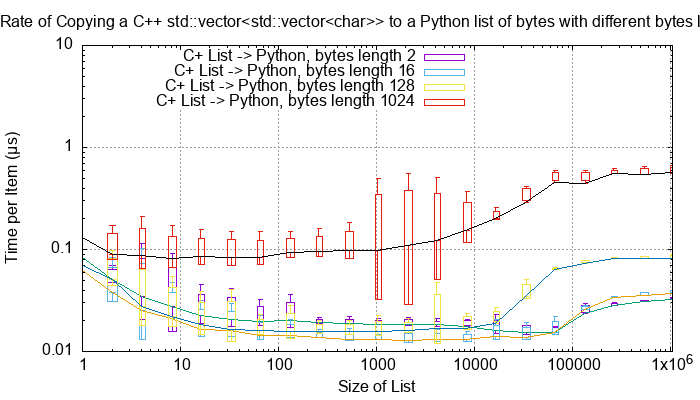 Rate of Copying a C++ std::vector<std::vector<char>> to a Python list of bytes with different bytes l
10
C+ List -> Python, bytes length 2
C+ List -> Python, bytes length 16
C+ List -> Python, bytes length 128
C+ List -> Python, bytes length 1024
1
0.1
0.01
Time per Item (µs)
1 10 100 1000 10000 100000 1x10⁶
Size of List